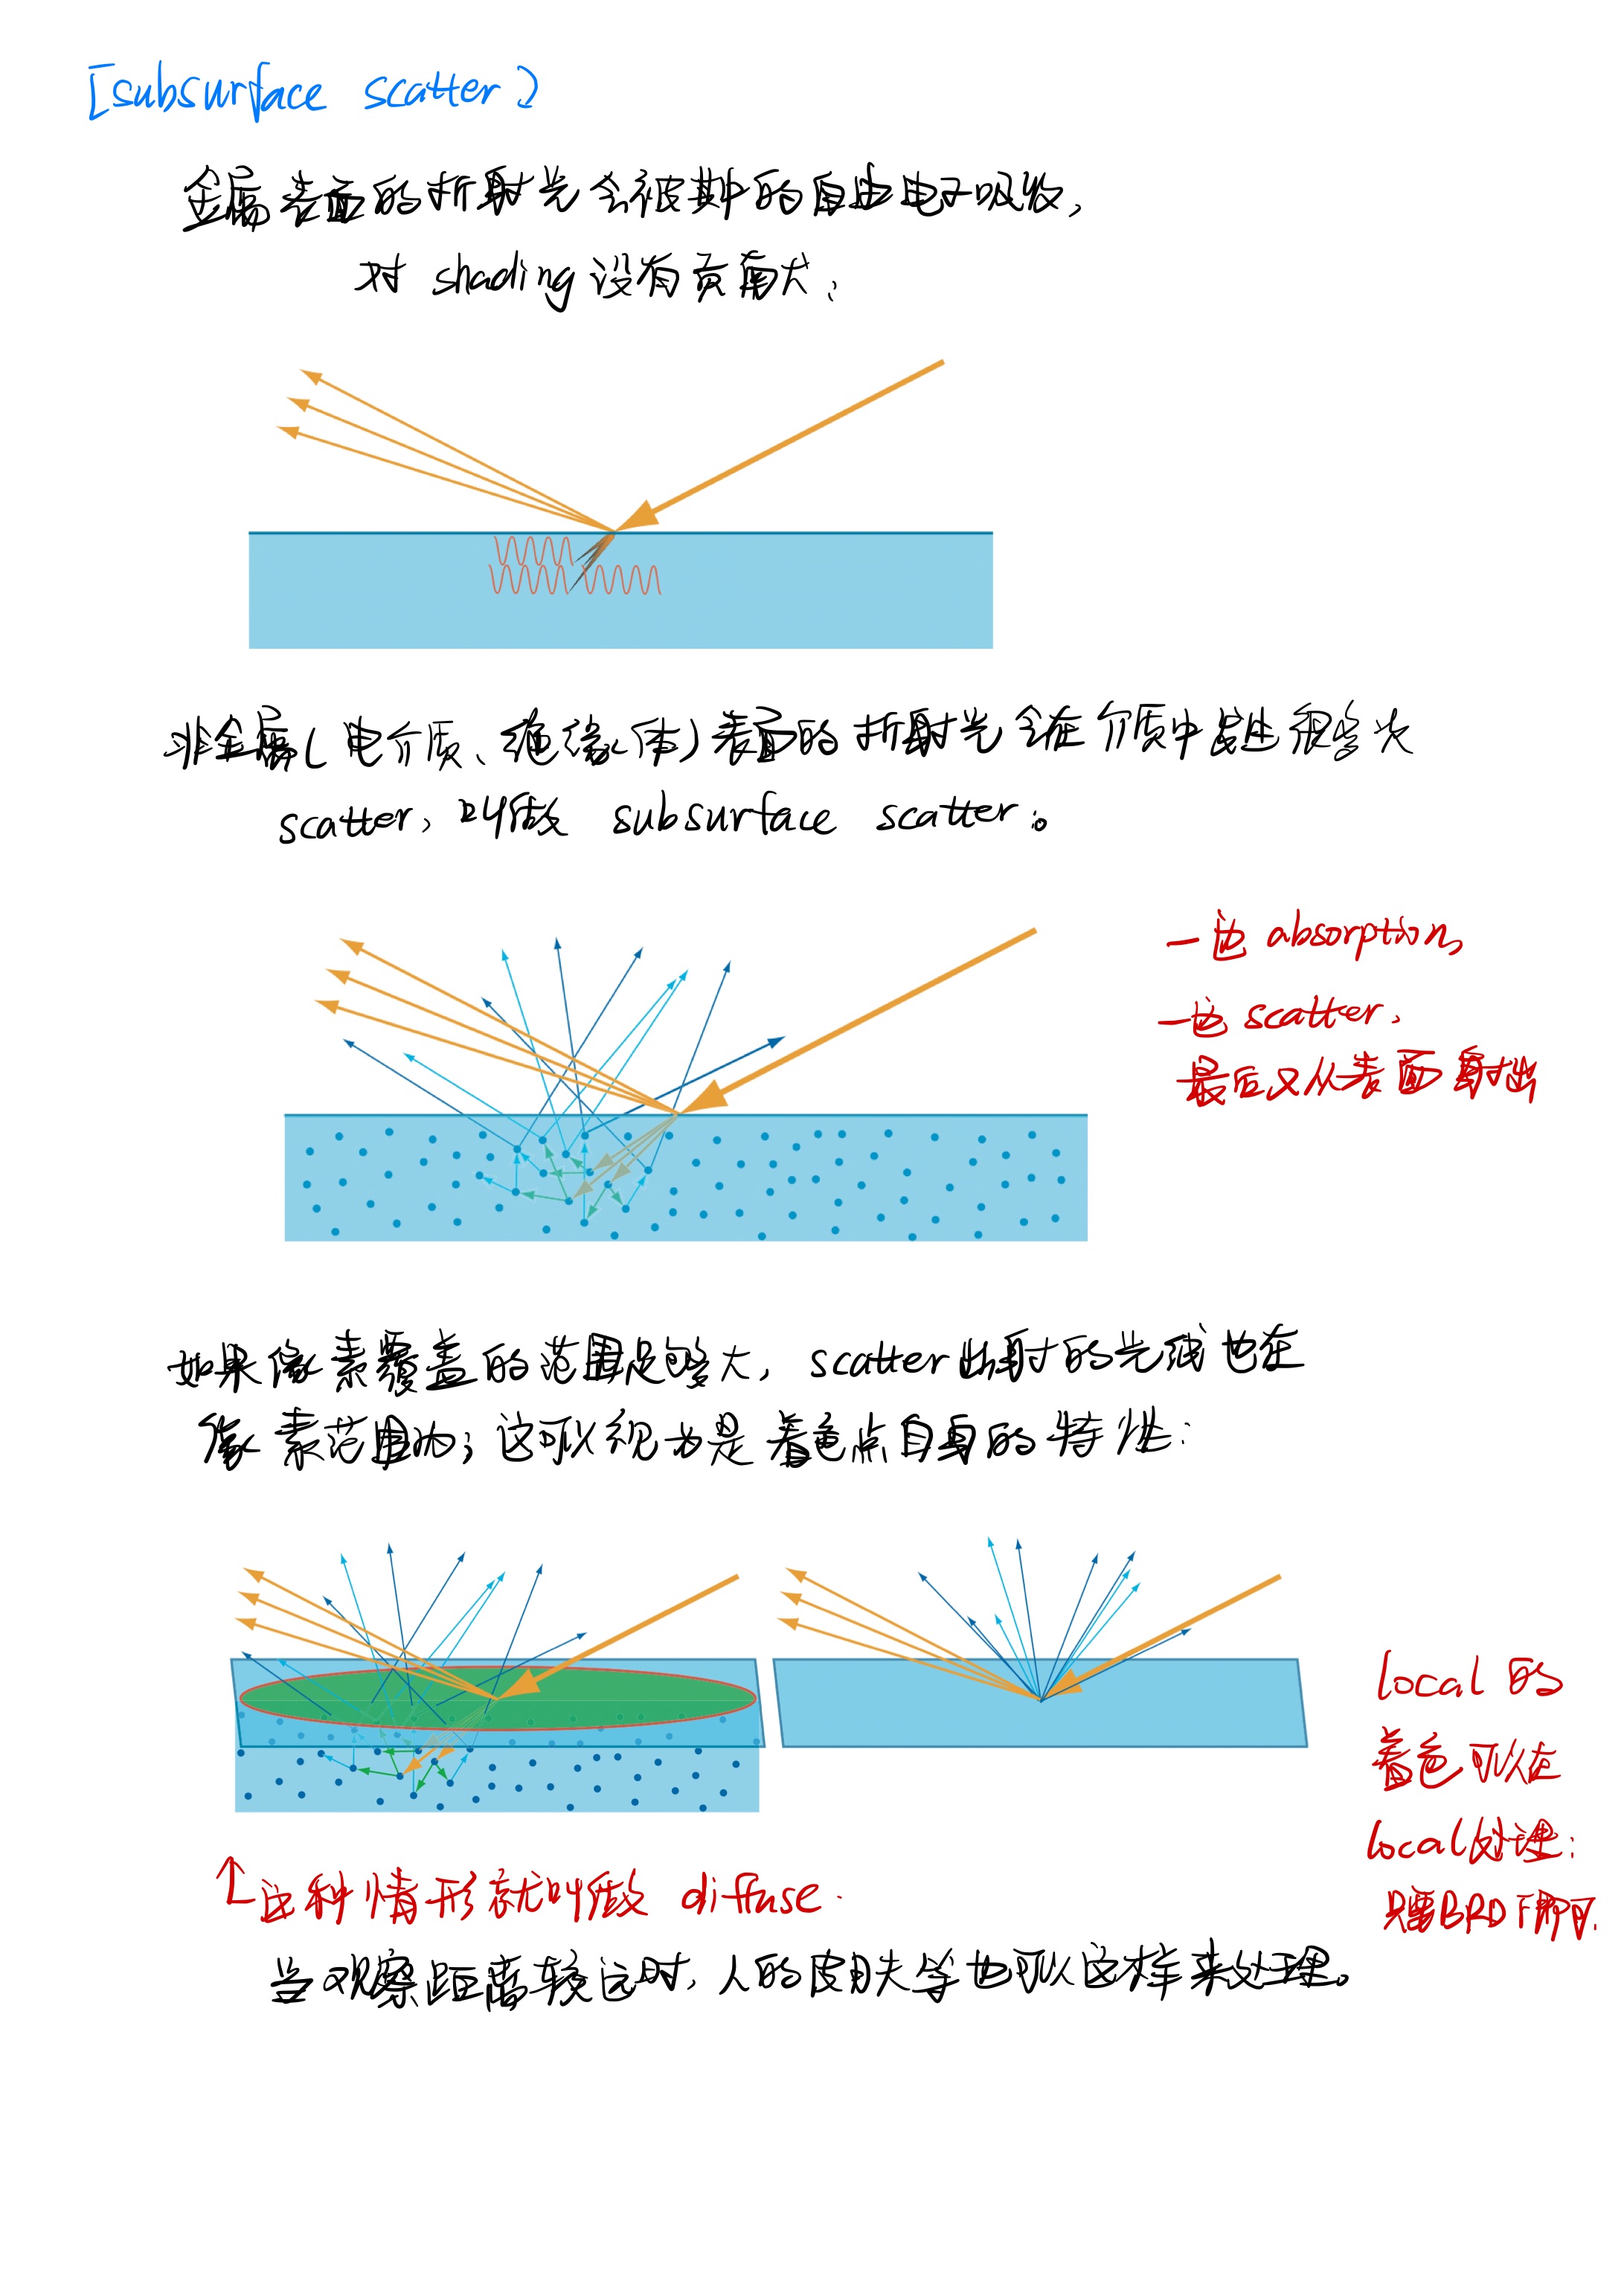 [subsurface scatter]
金属表面的折射光会被其中的自由电子吸收,
对 shading 没有贡献;
非金属(电介质、绝缘体)表面的折射光会在介质中发生很多次
scatter, 叫做 subsurface scatter。
一边 absorption,
一边 scatter,
最后又从表面射出
如果像素覆盖的范围足够大, scatter出射的光线也在
像素范围内; 这可以视为是着色点自身的特性:
local 的
着色可以在
local处理:
只需BRDF即可.
↑这种情形就叫做 diffuse.
当观察距离较远时, 人的皮肤等也可以这样来处理。